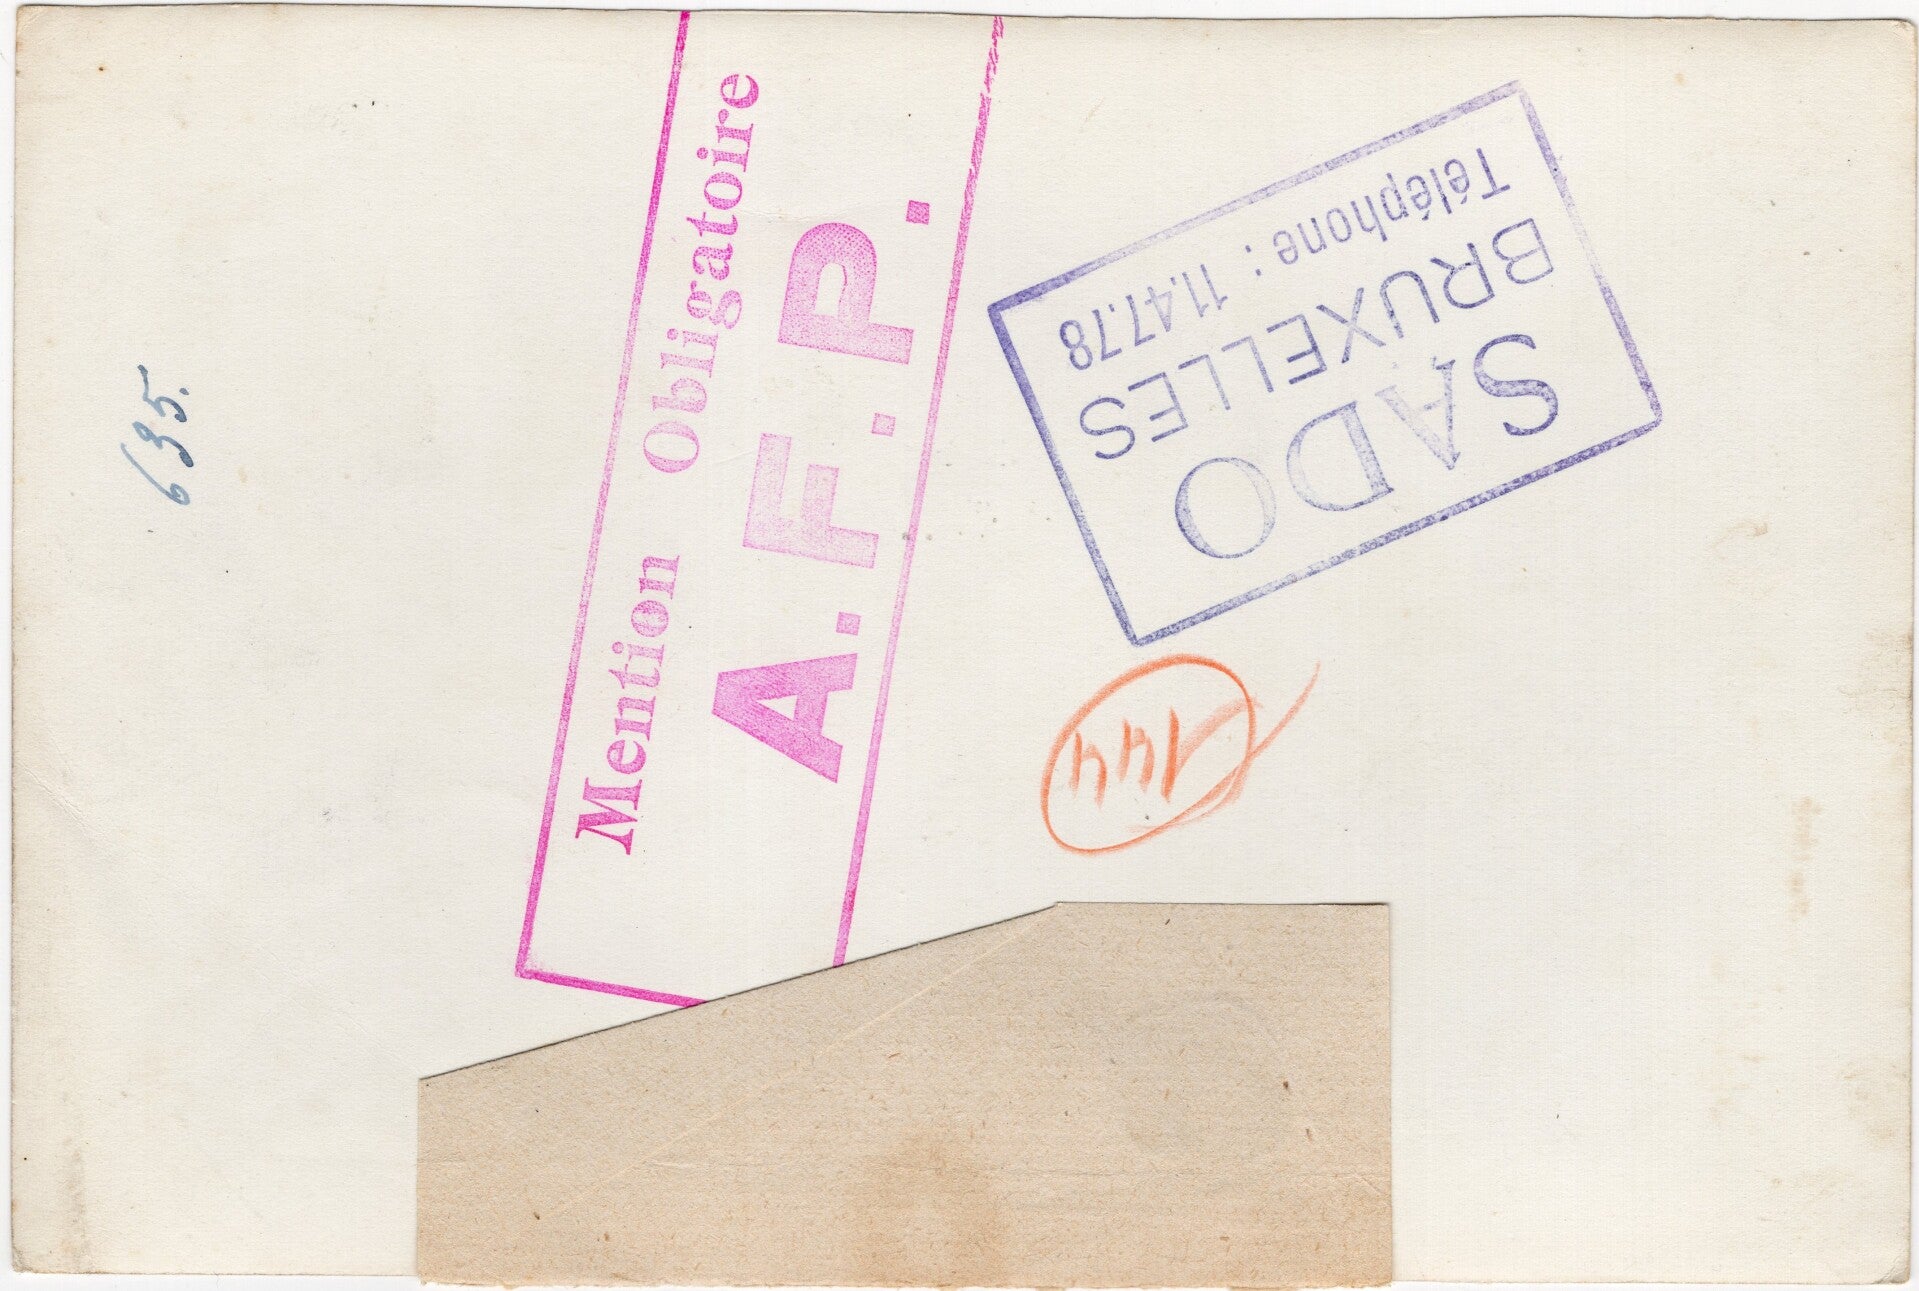 635.
Mention Obligatoire
A.F.P.
SADO
BRUXELLES
Téléphone : 11.47.78
144